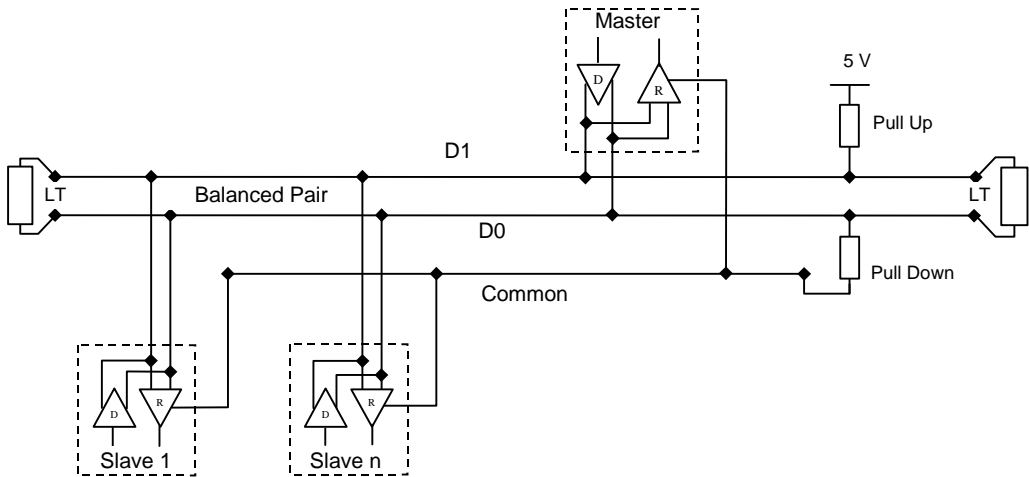 Master
D
R
5 V
Pull Up
D1
LT
Balanced Pair
LT
D0
Pull Down
Common
D
R
D
R
Slave 1
Slave n